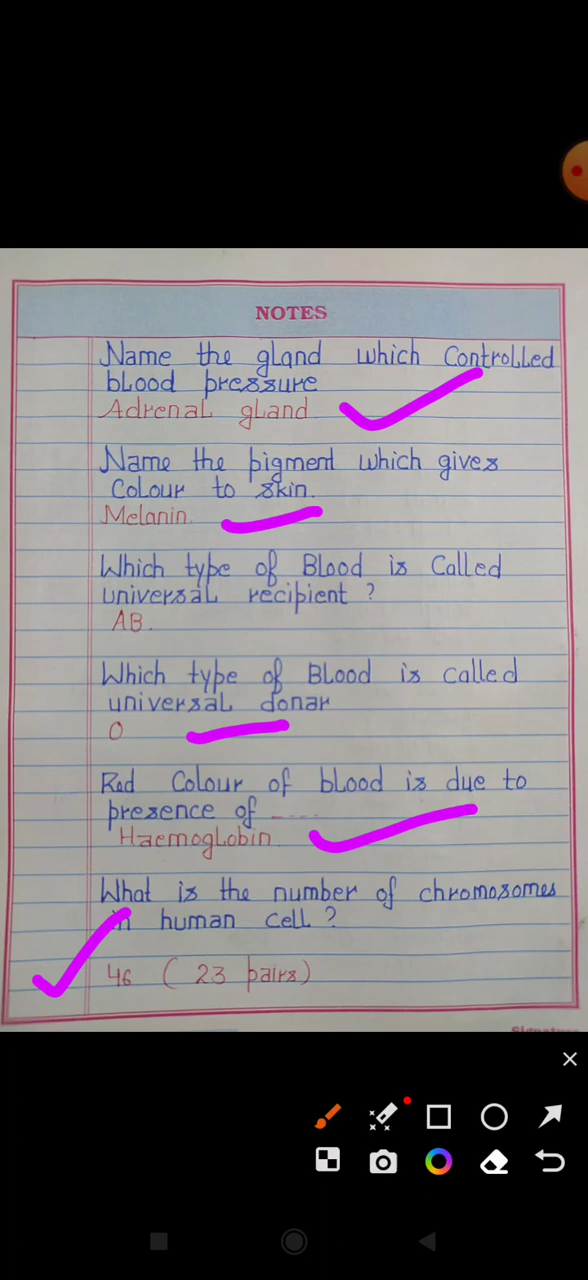 NOTES
Name the gland which Controlled
blood pressure
Adrenal gland
Name the pigment which gives
Colour to skin.
Melanin.
Which type of Blood is Called
universal recipient ?
AB.
Which type of Blood is called
universal donar
O
Red Colour of blood is due to
presence of .....
Haemoglobin.
What is the number of chromosomes
in human cell ?
46 ( 23 pairs )